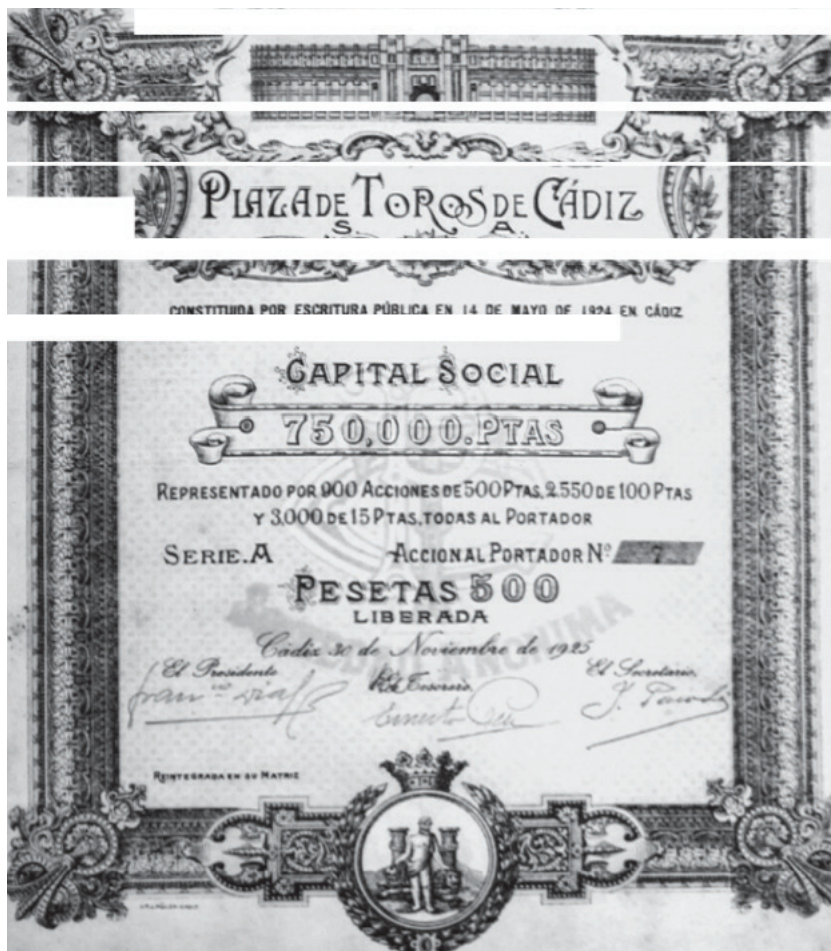 PLAZA DE TOROS DE CÁDIZ
S. A.
CONSTITUIDA POR ESCRITURA PÚBLICA EN 14 DE MAYO DE 1924 EN CÁDIZ
CAPITAL SOCIAL
750,000.PTAS
REPRESENTADO POR 900 ACCIONES DE 500 PTAS, 2.550 DE 100 PTAS
Y 3.000 DE 15 PTAS, TODAS AL PORTADOR
SERIE.A ACCION AL PORTADOR Nº 7
PESETAS 500
LIBERADA
SOCIEDAD ANONIMA
Cádiz 30 de Noviembre de 1925
El Presidente El Tesorero, El Secretario,
REINTEGRADA EN SU MATRIZ